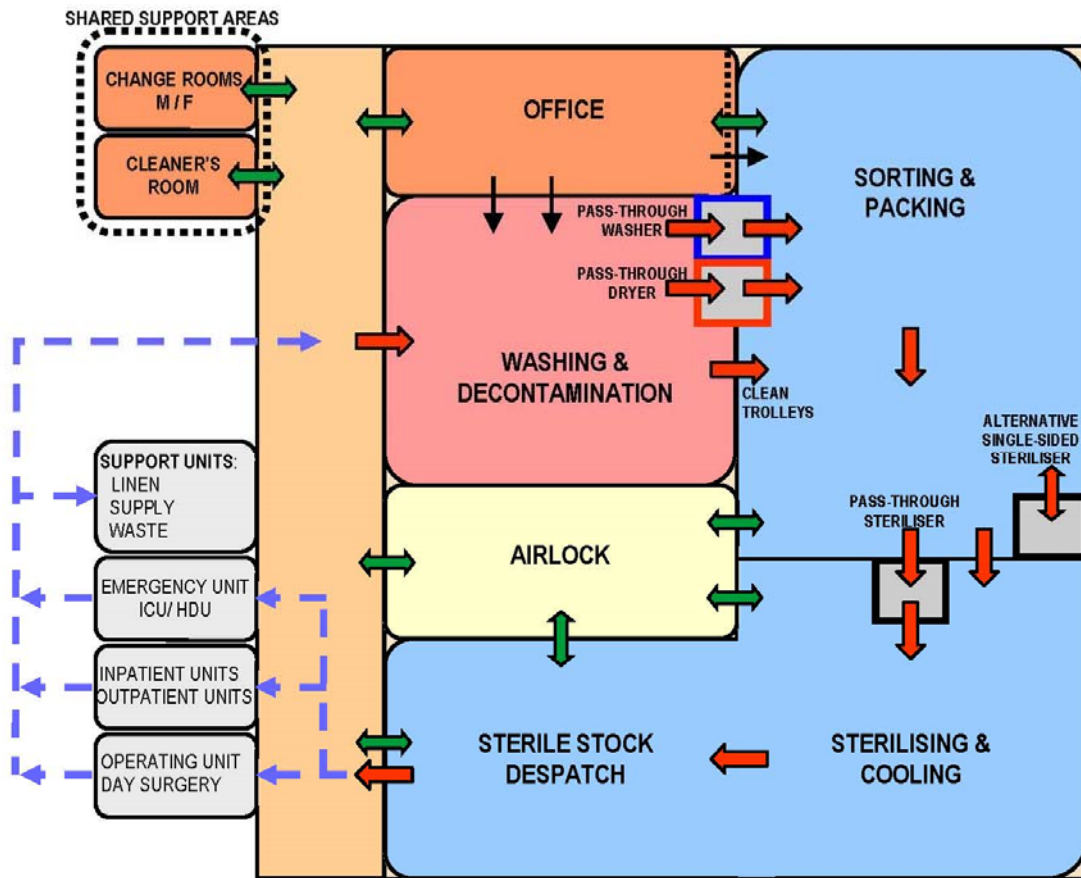 SHARED SUPPORT AREAS
CHANGE ROOMS
M / F
CLEANER'S
ROOM
OFFICE
SORTING &
PACKING
PASS-THROUGH
WASHER
PASS-THROUGH
DRYER
WASHING &
DECONTAMINATION
CLEAN
TROLLEYS
ALTERNATIVE
SINGLE-SIDED
STERILISER
PASS-THROUGH
STERILISER
SUPPORT UNITS:
LINEN
SUPPLY
WASTE
AIRLOCK
EMERGENCY UNIT
ICU/ HDU
INPATIENT UNITS
OUTPATIENT UNITS
OPERATING UNIT
DAY SURGERY
STERILE STOCK
DESPATCH
STERILISING &
COOLING